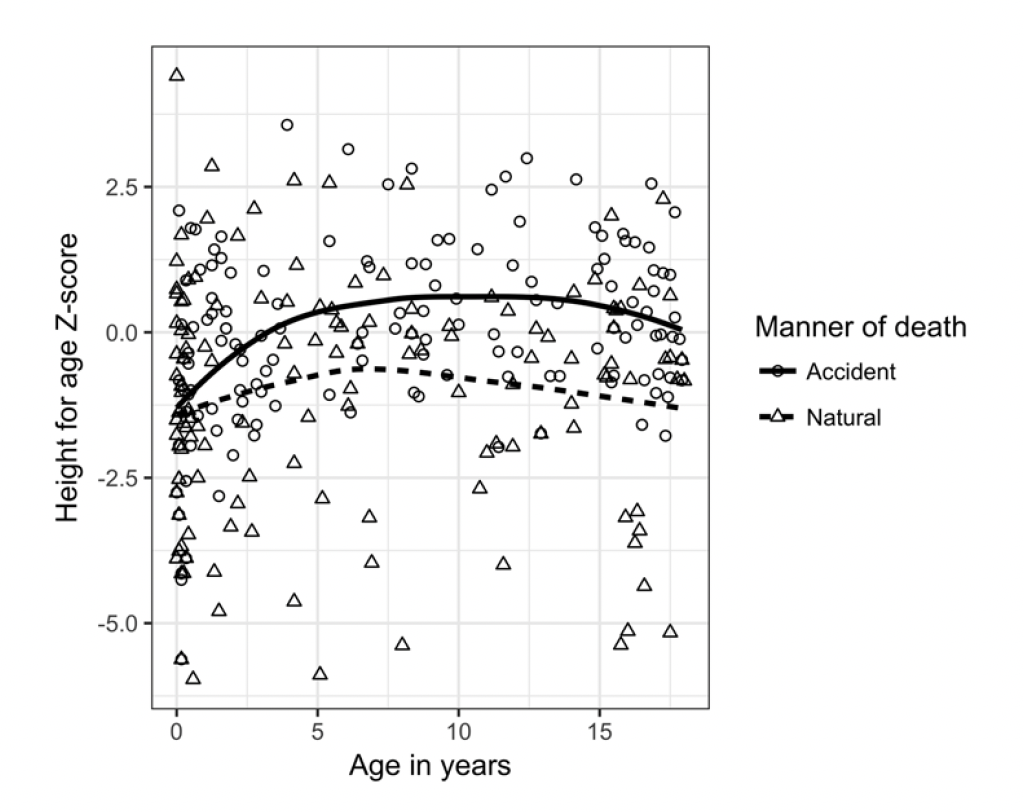 2.5
0.0
-2.5
-5.0
Height for age Z-score
0
5
10
15
Age in years
Manner of death
Accident
Natural